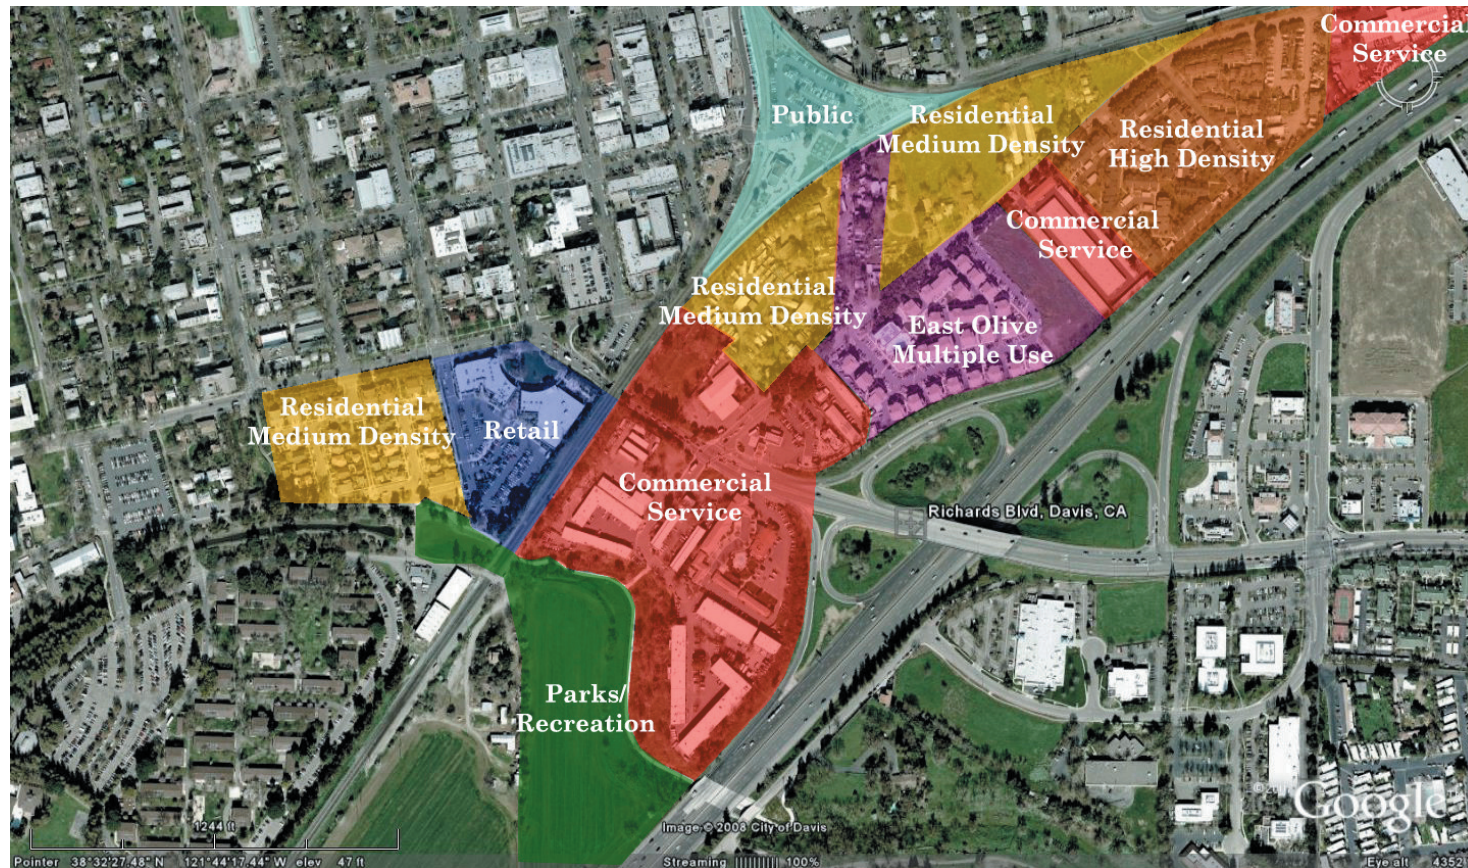 Commercial
Service
Public
Residential
Medium Density
Residential
High Density
Commercial
Service
Residential
Medium Density
East Olive
Multiple Use
Residential
Medium Density
Retail
Commercial
Service
Richards Blvd, Davis, CA
Parks/
Recreation
Google
1244 ft
Image © 2008 City of Davis
Pointer 38°32'27.48" N 121°44'17.44" W elev 47 ft
Streaming |||||||||| 100%
Eye alt 4352